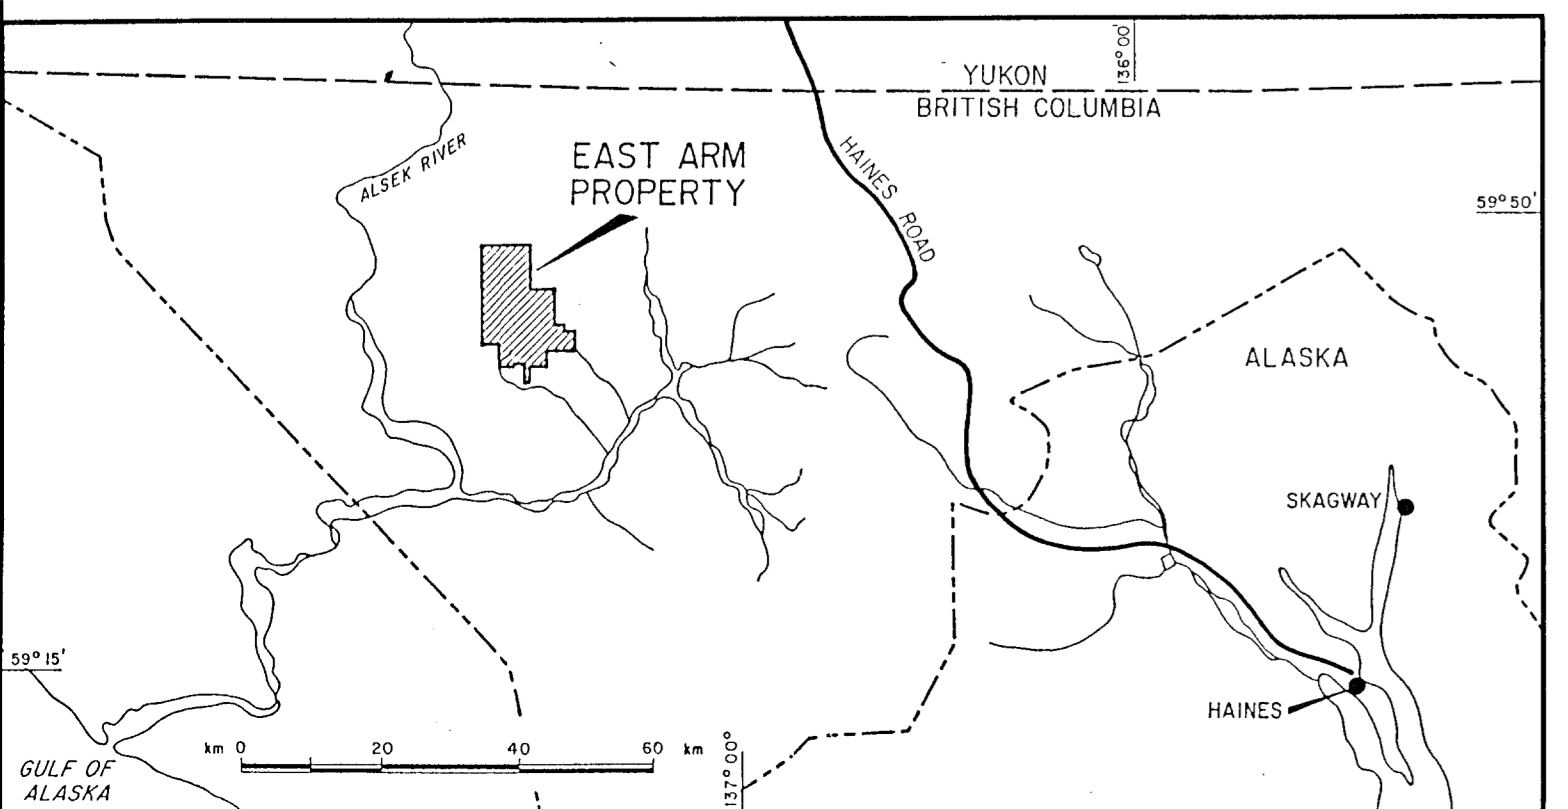 136°00'
YUKON
BRITISH COLUMBIA
EAST ARM
PROPERTY
ALSEK RIVER
HAINES ROAD
59°50'
ALASKA
SKAGWAY
59°15'
HAINES
km 0 20 40 60 km
137°00°
GULF OF
ALASKA